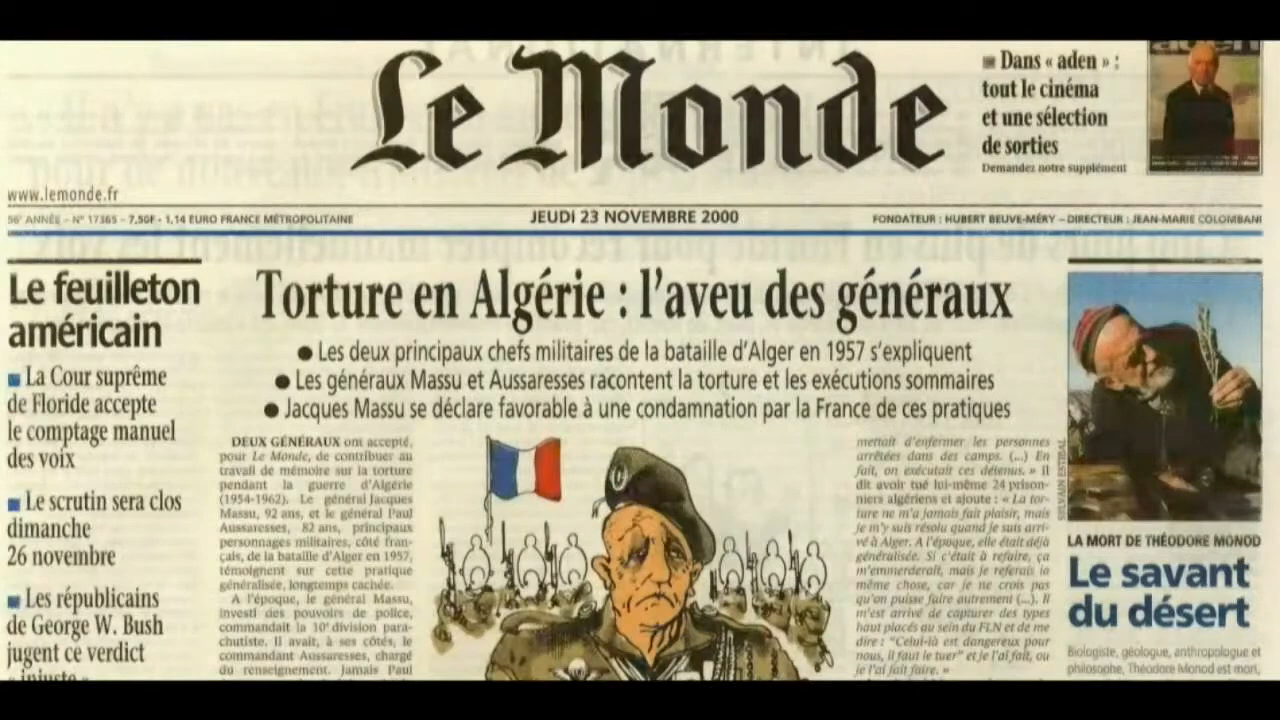 Le Monde
■ Dans « aden » :
tout le cinéma
et une sélection
de sorties
Demandez notre supplément
aden
www.lemonde.fr
56e ANNÉE – N° 17365 – 7,50F - 1,14 EURO FRANCE MÉTROPOLITAINE
JEUDI 23 NOVEMBRE 2000
FONDATEUR : HUBERT BEUVE-MÉRY – DIRECTEUR : JEAN-MARIE COLOMBANI
Le feuilleton
américain
■ La Cour suprême
de Floride accepte
le comptage manuel
des voix
■ Le scrutin sera clos
dimanche
26 novembre
■ Les républicains
de George W. Bush
jugent ce verdict
« injuste »
Torture en Algérie : l'aveu des généraux
● Les deux principaux chefs militaires de la bataille d'Alger en 1957 s'expliquent
● Les généraux Massu et Aussaresses racontent la torture et les exécutions sommaires
● Jacques Massu se déclare favorable à une condamnation par la France de ces pratiques
DEUX GÉNÉRAUX ont accepté,
pour Le Monde, de contribuer au
travail de mémoire sur la torture
pendant la guerre d'Algérie
(1954-1962). Le général Jacques
Massu, 92 ans, et le général Paul
Aussaresses, 82 ans, principaux
personnages militaires, côté fran-
çais, de la bataille d'Alger en 1957,
témoignent sur cette pratique
généralisée, longtemps cachée.
A l'époque, le général Massu,
investi des pouvoirs de police,
commandait la 10e division para-
chutiste. Il avait, à ses côtés, le
commandant Aussaresses, chargé
du renseignement. Jamais Paul
mettait d'enfermer les personnes
arrêtées dans des camps. (...) En
fait, on exécutait ces détenus. » Il
dit avoir tué lui-même 24 prison-
niers algériens et ajoute : « La tor-
ture ne m'a jamais fait plaisir, mais
je m'y suis résolu quand je suis arri-
vé à Alger. A l'époque, elle était déjà
généralisée. Si c'était à refaire, ça
m'emmerderait, mais je referais la
même chose, car je ne crois pas
qu'on puisse faire autrement (...). Il
m'est arrivé de capturer des types
haut placés au sein du FLN et de me
dire : "Celui-là est dangereux pour
nous, il faut le tuer" et je l'ai fait, ou
je l'ai fait faire. »
SYLVAIN ESTIBAL
LA MORT DE THÉODORE MONOD
Le savant
du désert
Biologiste, géologue, anthropologue et
philosophe, Théodore Monod est mort,